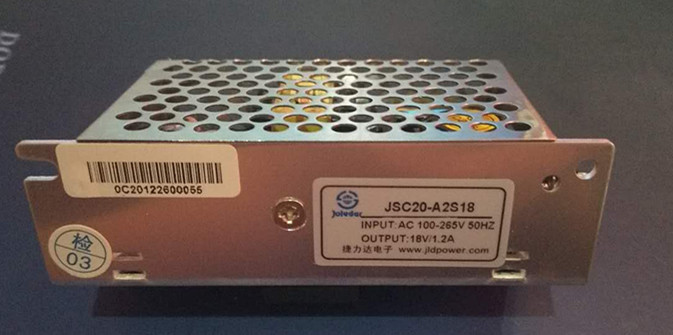 0C20122600055
检
03
Juleda
JSC20-A2S18
INPUT: AC 100-265V 50HZ
OUTPUT: 18V/1.2A
捷力达电子 www.jldpower.com